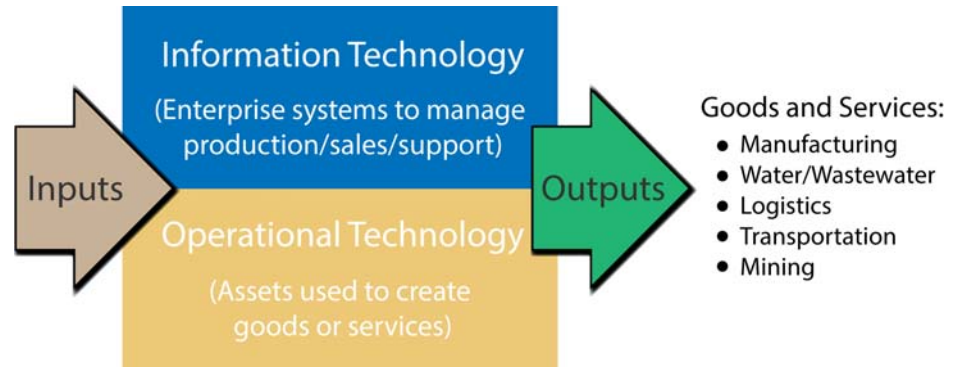 Information Technology
(Enterprise systems to manage
production/sales/support)
Inputs
Outputs
Operational Technology
(Assets used to create
goods or services)
Goods and Services:
• Manufacturing
• Water/Wastewater
• Logistics
• Transportation
• Mining